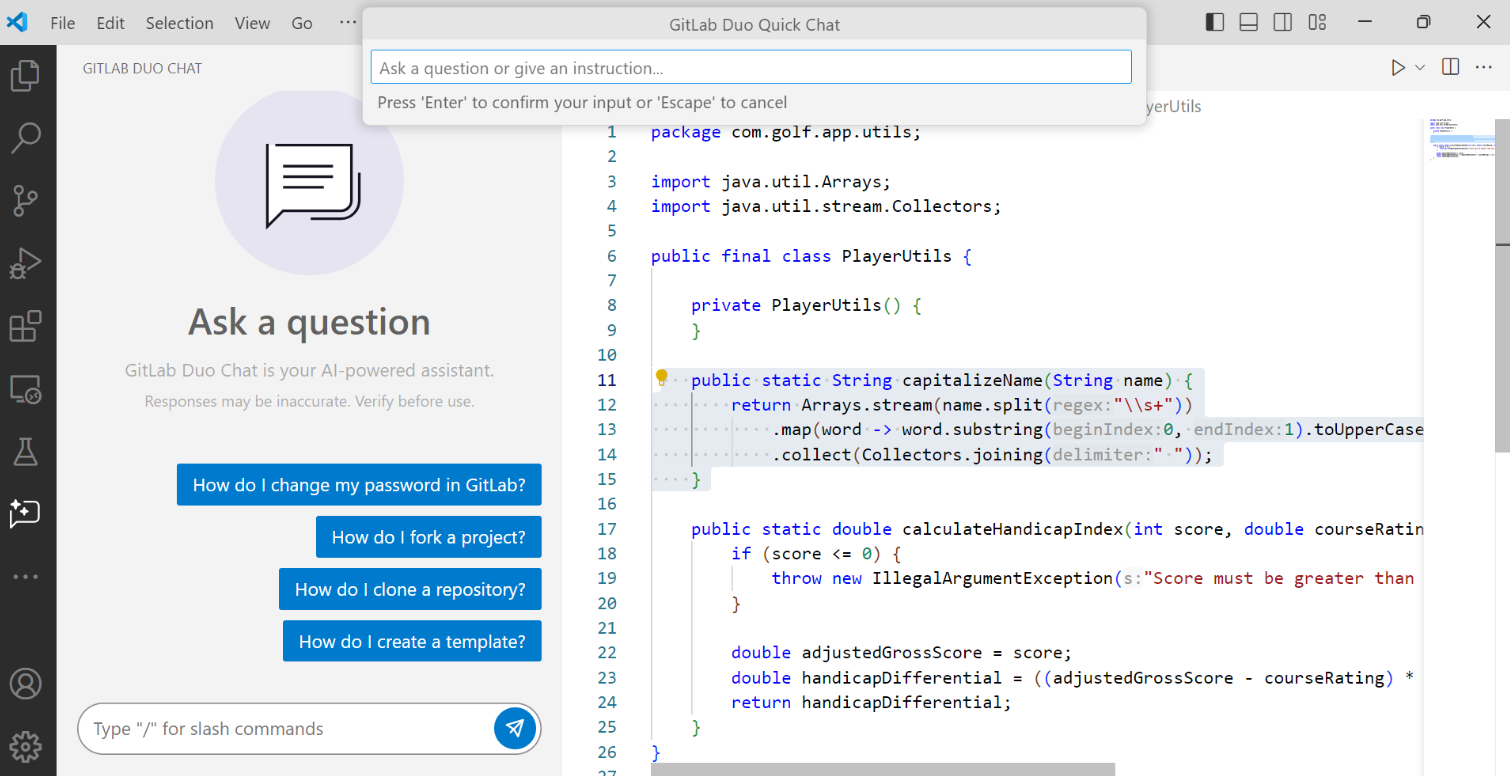 File Edit Selection View Go ···
GitLab Duo Quick Chat
Ask a question or give an instruction...
Press 'Enter' to confirm your input or 'Escape' to cancel
GITLAB DUO CHAT
Ask a question
GitLab Duo Chat is your AI-powered assistant.
Responses may be inaccurate. Verify before use.
How do I change my password in GitLab?
How do I fork a project?
How do I clone a repository?
How do I create a template?
Type "/" for slash commands
yerUtils
1 package com.golf.app.utils;
2
3 import java.util.Arrays;
4 import java.util.stream.Collectors;
5
6 public final class PlayerUtils {
7
8 private PlayerUtils() {
9 }
10
11 public static String capitalizeName(String name) {
12 return Arrays.stream(name.split(regex:"\\s+"))
13 .map(word -> word.substring(beginIndex:0, endIndex:1).toUpperCase
14 .collect(Collectors.joining(delimiter:" "));
15 }
16
17 public static double calculateHandicapIndex(int score, double courseRatin
18 if (score <= 0) {
19 throw new IllegalArgumentException(s:"Score must be greater than
20 }
21
22 double adjustedGrossScore = score;
23 double handicapDifferential = ((adjustedGrossScore - courseRating) *
24 return handicapDifferential;
25 }
26 }
27